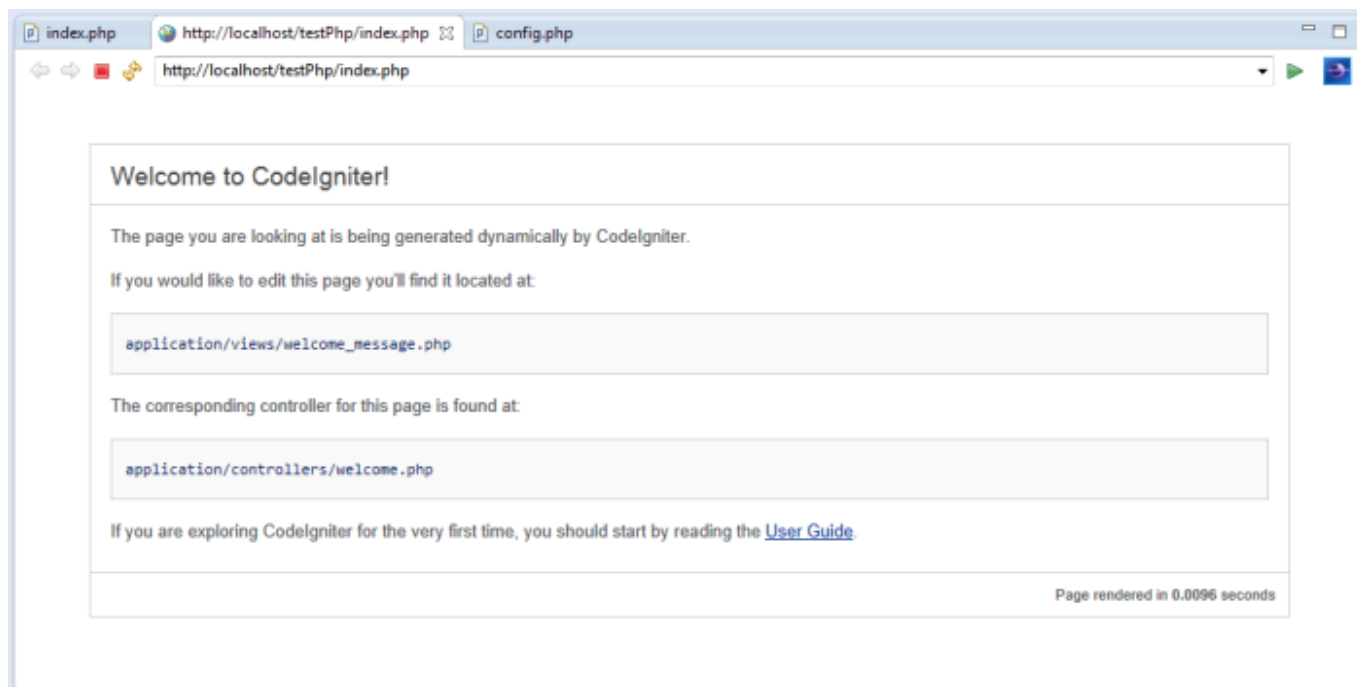 index.php http://localhost/testPhp/index.php config.php
http://localhost/testPhp/index.php
Welcome to CodeIgniter!
The page you are looking at is being generated dynamically by CodeIgniter.
If you would like to edit this page you'll find it located at:
application/views/welcome_message.php
The corresponding controller for this page is found at:
application/controllers/welcome.php
If you are exploring CodeIgniter for the very first time, you should start by reading the User Guide.
Page rendered in 0.0096 seconds